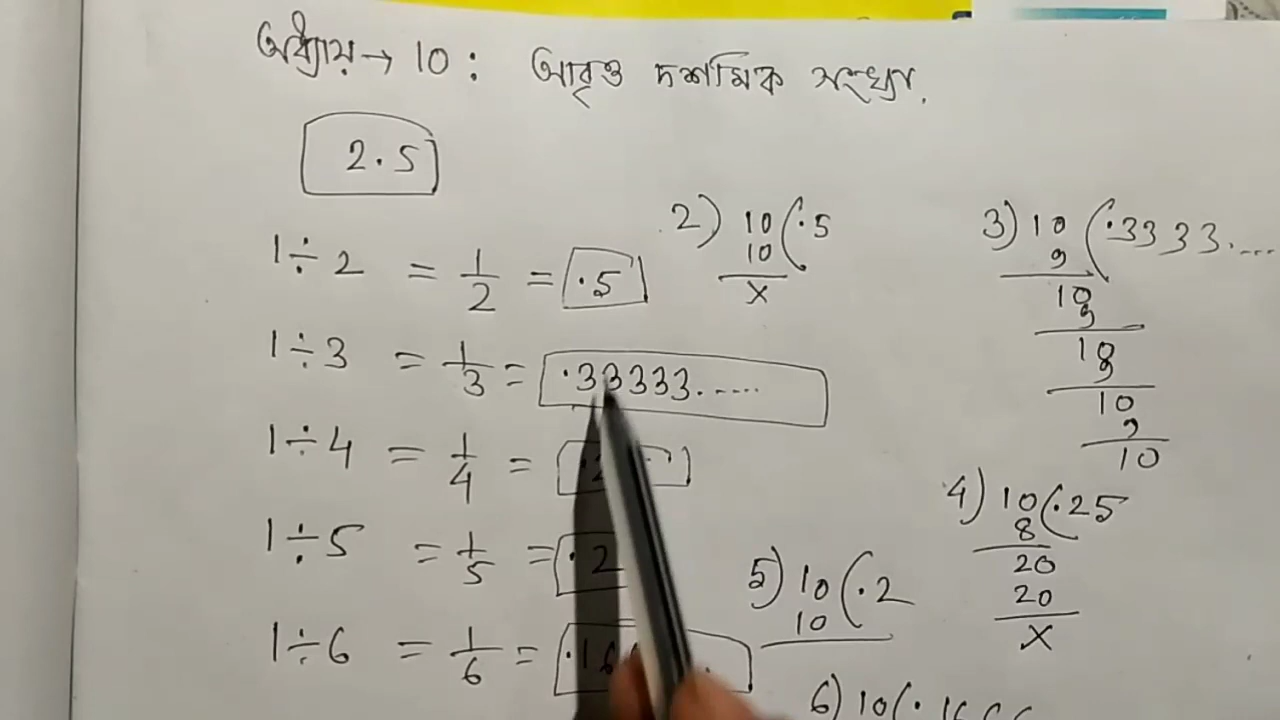 অধ্যায় → 10 : আবৃত্ত দশমিক সংখ্যা.
2.5
1÷2 = 1/2 = .5
1÷3 = 1/3 = .33333.....
1÷4 = 1/4 =
1÷5 = 1/5 = .2
1÷6 = 1/6 =
2) 10 ( .5
10
x
3) 10 ( .3333....
9
10
9
10
9
10
9
10
4) 10 ( .25
8
20
20
x
5) 10 ( .2
10
6) 10 ( .166